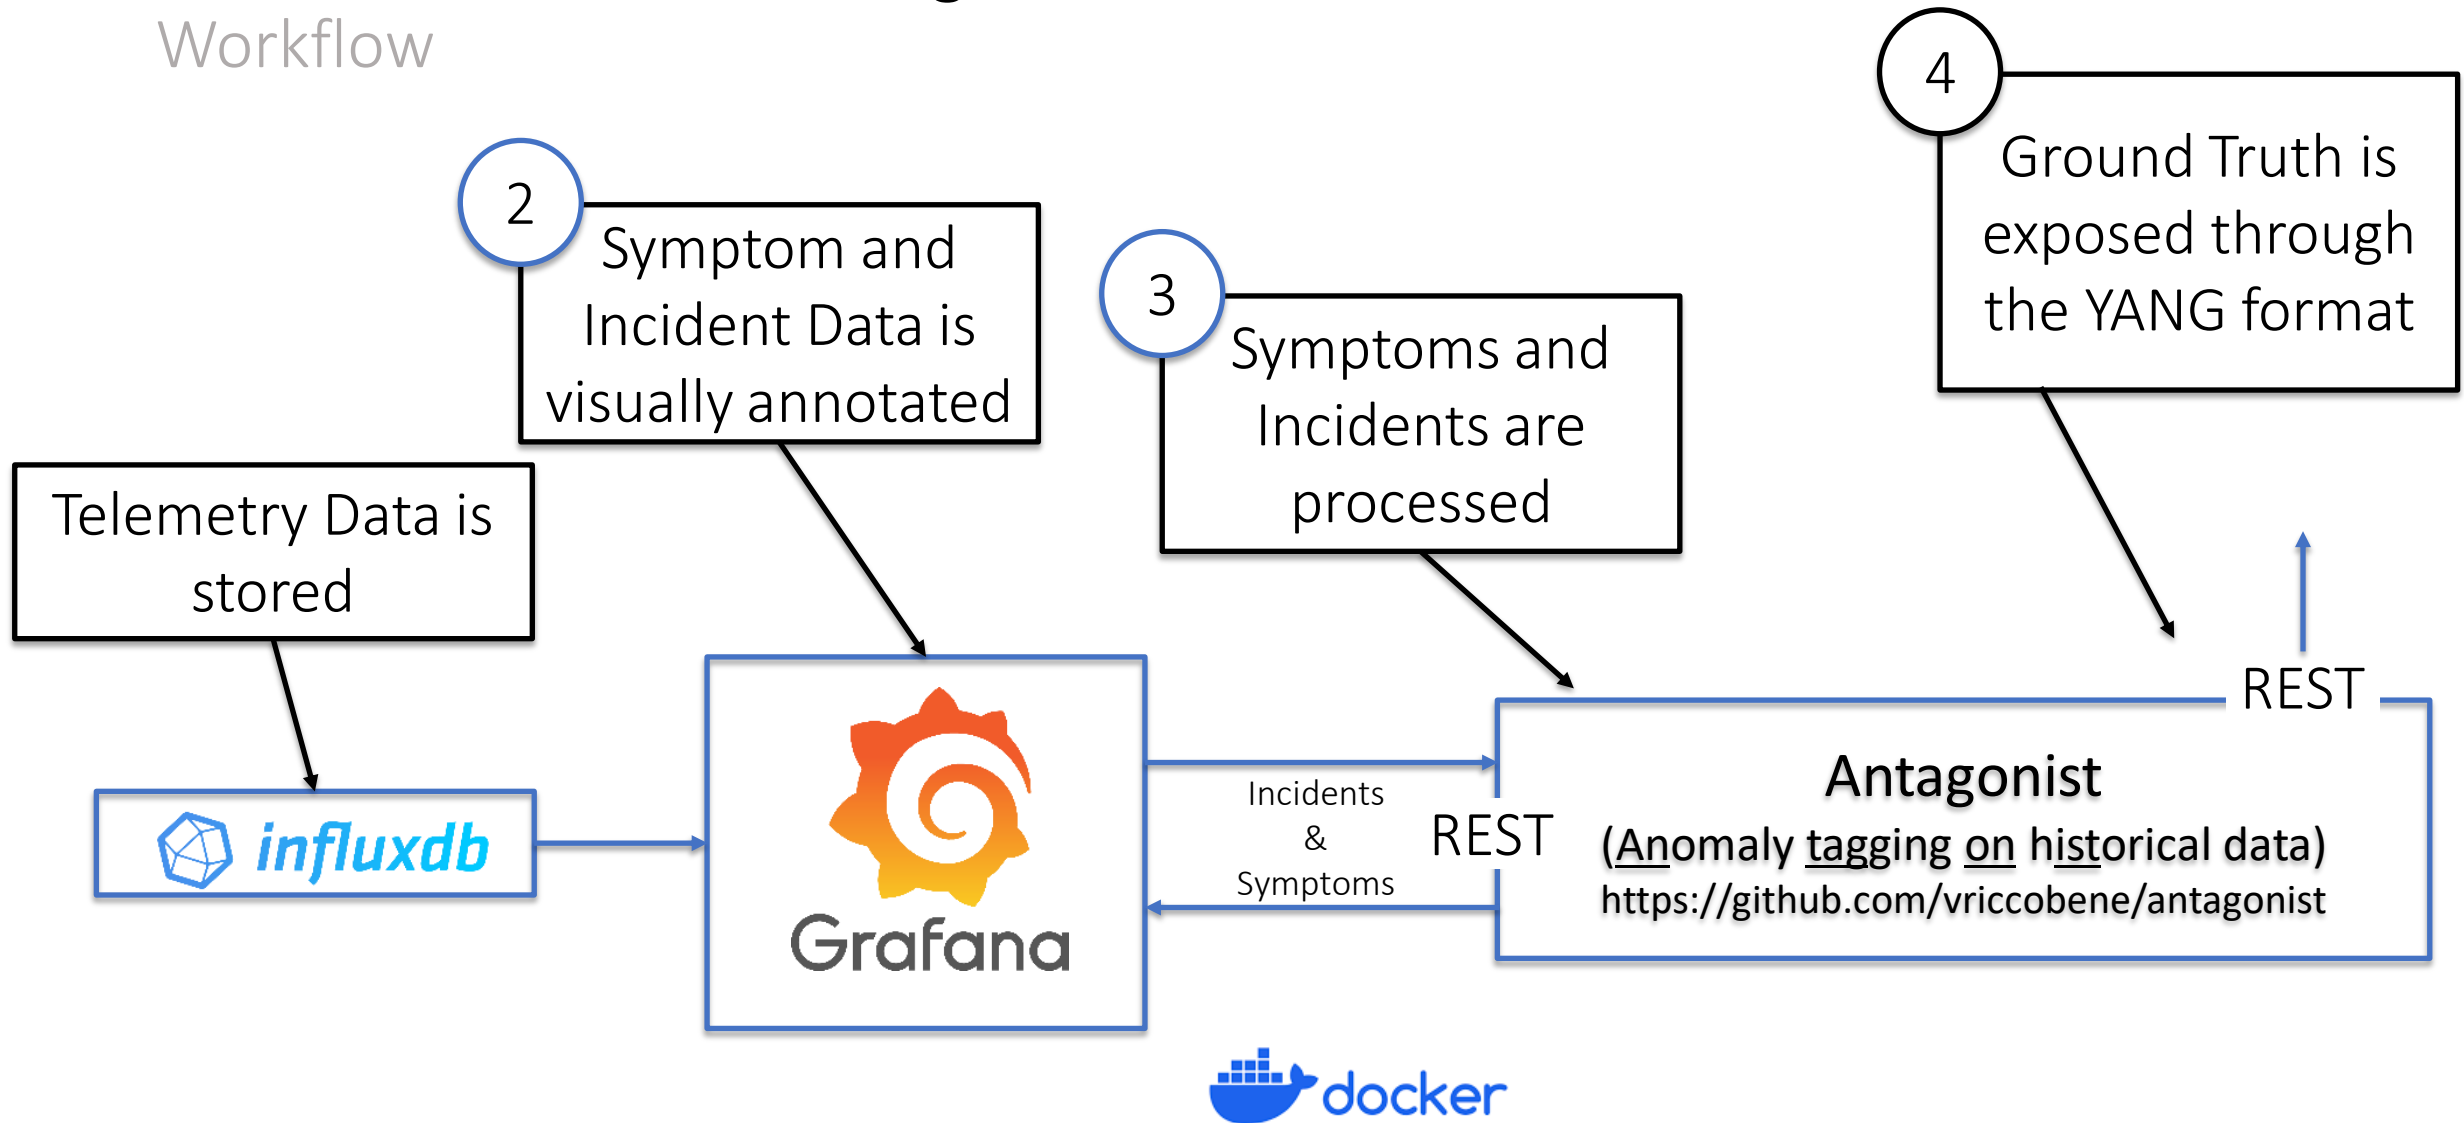 Workflow
2
Symptom and
Incident Data is
visually annotated
3
Symptoms and
Incidents are
processed
4
Ground Truth is
exposed through
the YANG format
Telemetry Data is
stored
influxdb
Grafana
Incidents
&
Symptoms
REST
REST
Antagonist
(Anomaly tagging on historical data)
https://github.com/vriccobene/antagonist
docker